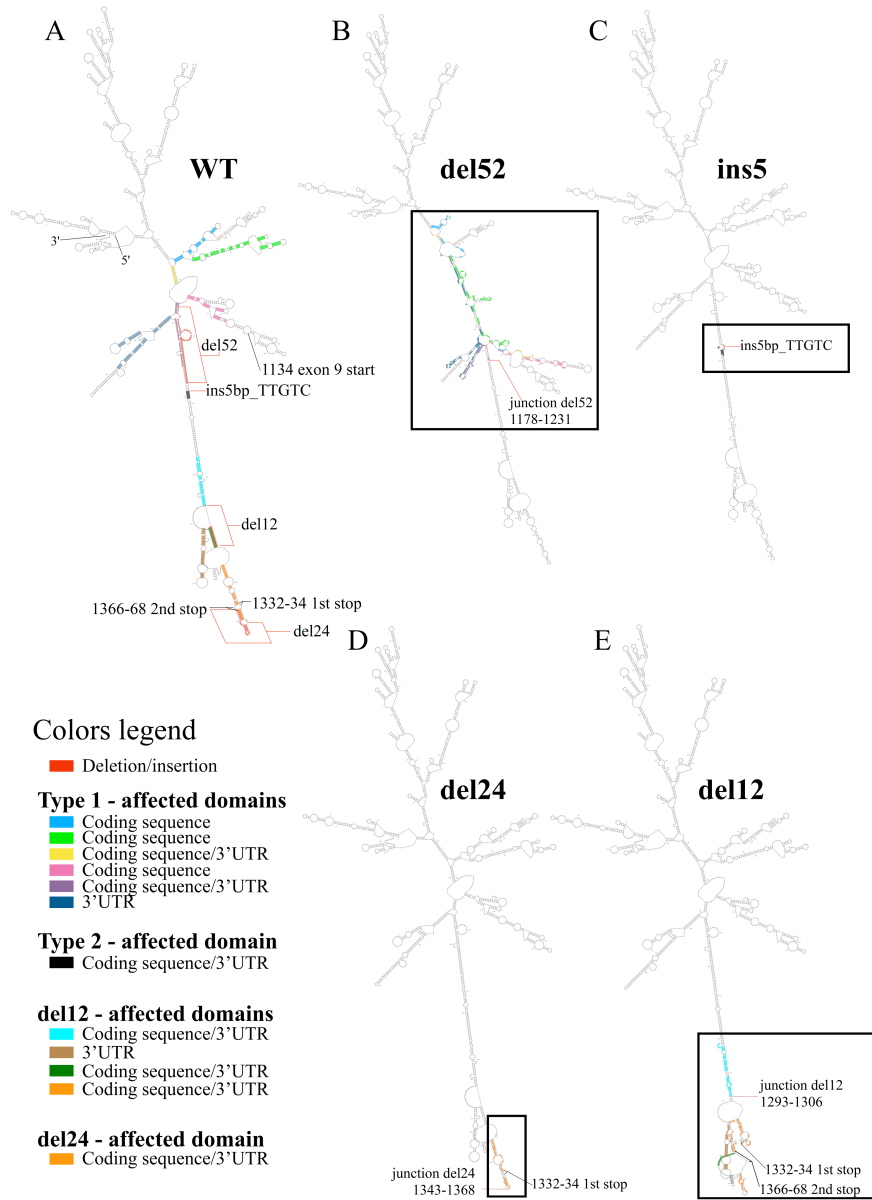 A
B
C
WT
del52
ins5
3'
5'
del52
1134 exon 9 start
ins5bp_TTGTC
junction del52
1178-1231
ins5bp_TTGTC
del12
1332-34 1st stop
1366-68 2nd stop
del24
D
E
del24
del12
junction del24
1343-1368
1332-34 1st stop
junction del12
1293-1306
1332-34 1st stop
1366-68 2nd stop
Colors legend
Deletion/insertion
Type 1 - affected domains
Coding sequence
Coding sequence
Coding sequence/3’UTR
Coding sequence
Coding sequence/3’UTR
3’UTR
Type 2 - affected domain
Coding sequence/3’UTR
del12 - affected domains
Coding sequence/3’UTR
3’UTR
Coding sequence/3’UTR
Coding sequence/3’UTR
del24 - affected domain
Coding sequence/3’UTR